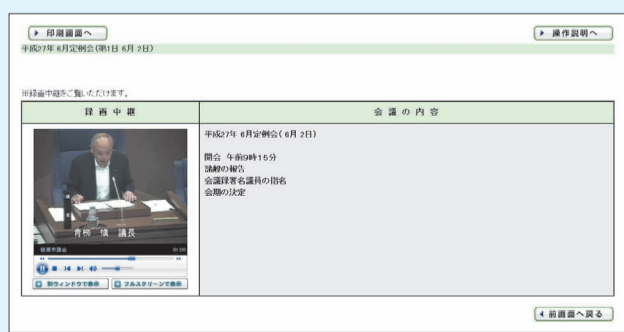 印刷画面へ
操作説明へ
平成27年 6月定例会(第1日 6月 2日)
※録画中継をご覧いただけます。
録画中継
会議の内容
平成27年 6月定例会( 6月 2日)
開会 午前9時15分
諸般の報告
会議録署名議員の指名
会期の決定
議長
別ウィンドウで表示
フルスクリーンで表示
前画面へ戻る